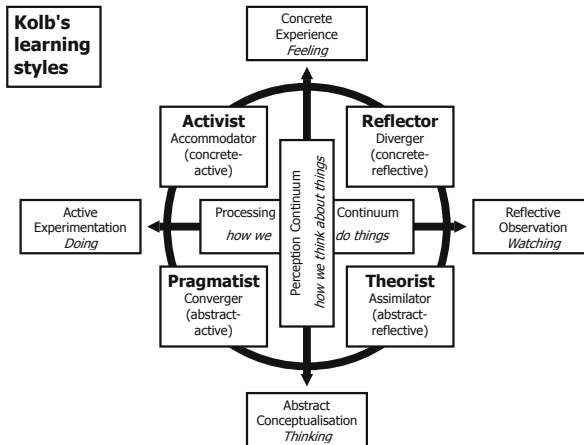 Kolb's
learning
styles
Concrete
Experience
Feeling
Activist
Accommodator
(concrete-
active)
Reflector
Diverger
(concrete-
reflective)
Active
Experimentation
Doing
Processing
how we
Perception Continuum
how we think about things
Continuum
do things
Reflective
Observation
Watching
Pragmatist
Converger
(abstract-
active)
Theorist
Assimilator
(abstract-
reflective)
Abstract
Conceptualisation
Thinking